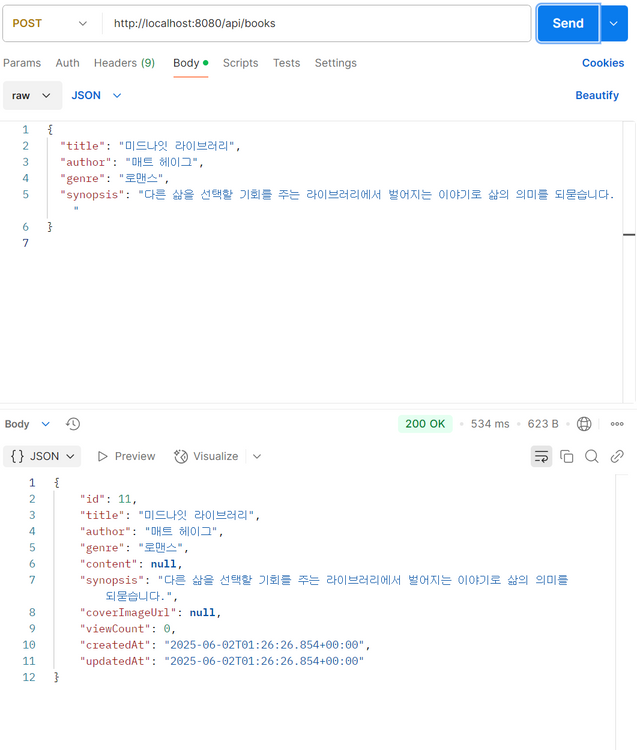 POST http://localhost:8080/api/books Send
Params Auth Headers (9) Body Scripts Tests Settings Cookies
raw JSON Beautify
1 {
2 "title": "미드나잇 라이브러리",
3 "author": "매트 헤이그",
4 "genre": "로맨스",
5 "synopsis": "다른 삶을 선택할 기회를 주는 라이브러리에서 벌어지는 이야기로 삶의 의미를 되묻습니다.
"
6 }
7
Body 200 OK 534 ms 623 B
{} JSON Preview Visualize
1 {
2 "id": 11,
3 "title": "미드나잇 라이브러리",
4 "author": "매트 헤이그",
5 "genre": "로맨스",
6 "content": null,
7 "synopsis": "다른 삶을 선택할 기회를 주는 라이브러리에서 벌어지는 이야기로 삶의 의미를
되묻습니다.",
8 "coverImageUrl": null,
9 "viewCount": 0,
10 "createdAt": "2025-06-02T01:26:26.854+00:00",
11 "updatedAt": "2025-06-02T01:26:26.854+00:00"
12 }